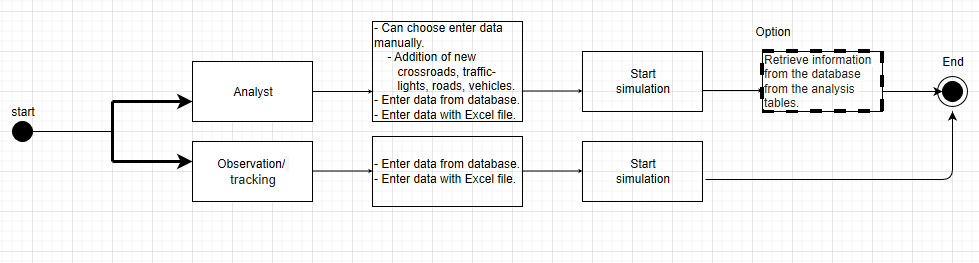 start
Analyst
- Can choose enter data
manually.
- Addition of new
crossroads, traffic-
lights, roads, vehicles.
- Enter data from database.
- Enter data with Excel file.
Start
simulation
Option
Retrieve information
from the database
from the analysis
tables.
End
Observation/
tracking
- Enter data from database.
- Enter data with Excel file.
Start
simulation